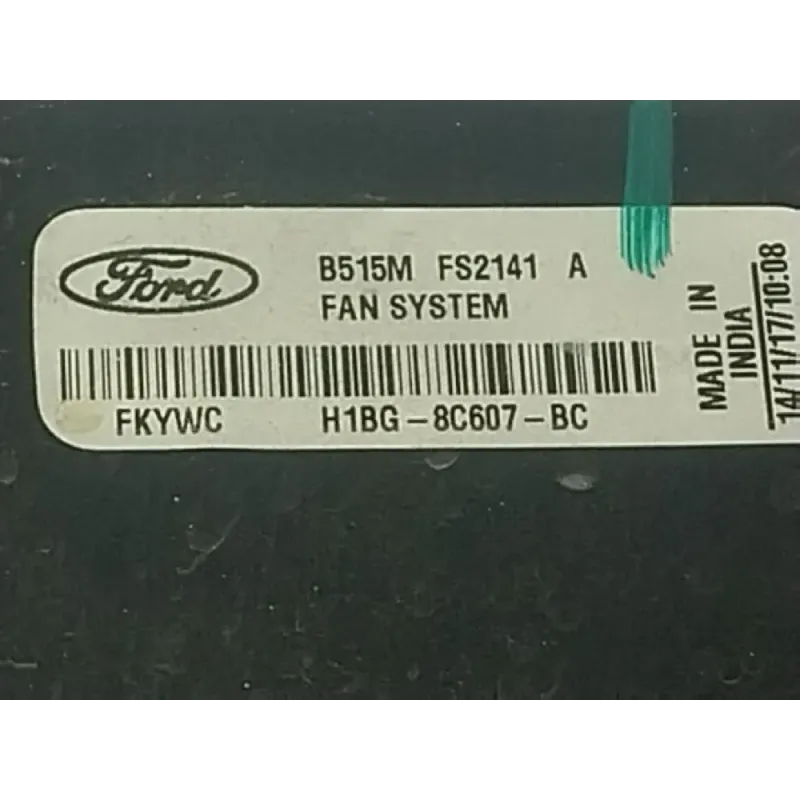 Ford
B515M FS2141 A
FAN SYSTEM
FKYWC H1BG-8C607-BC
MADE IN
INDIA
14/11/17/10:08